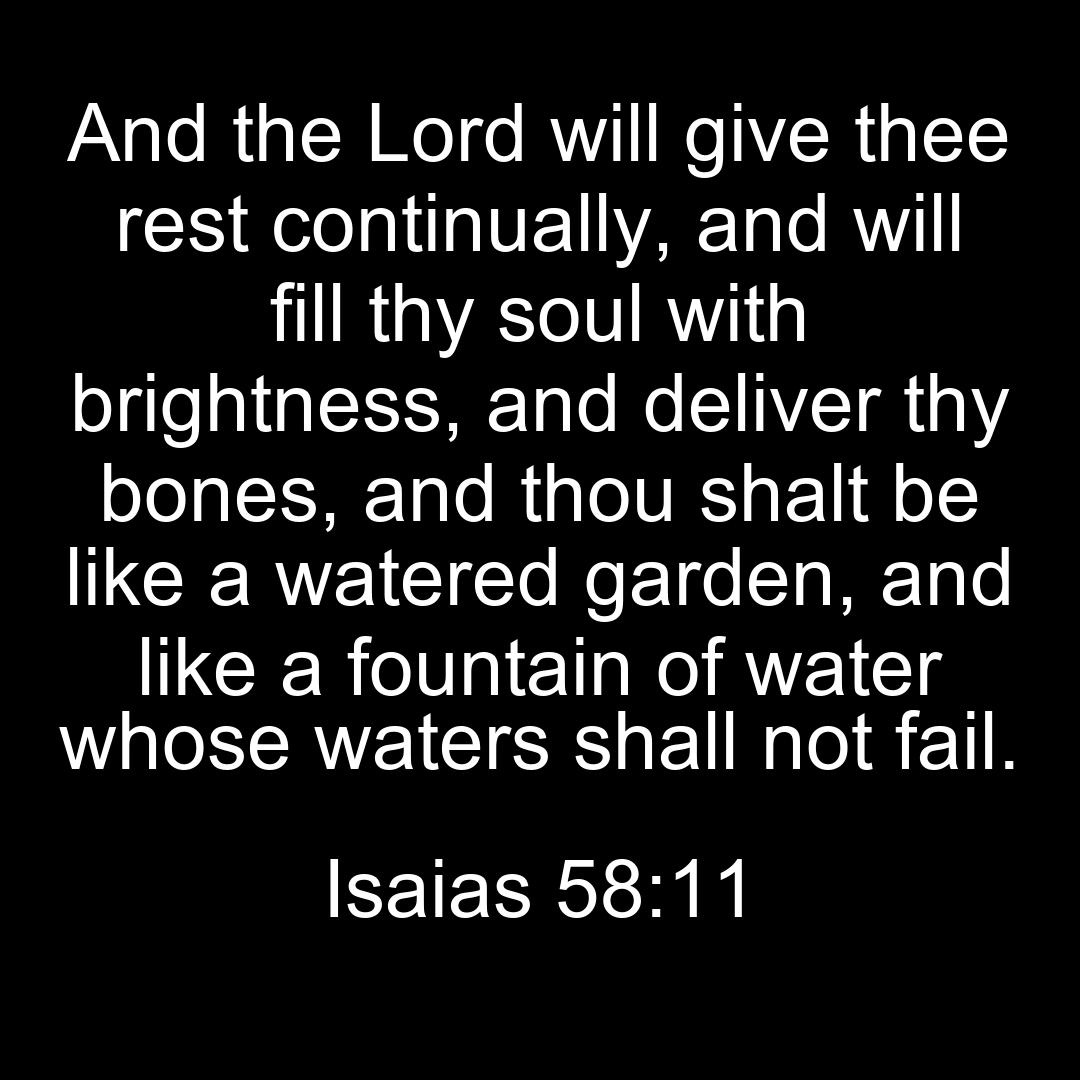 And the Lord will give thee
rest continually, and will
fill thy soul with
brightness, and deliver thy
bones, and thou shalt be
like a watered garden, and
like a fountain of water
whose waters shall not fail.
Isaias 58:11